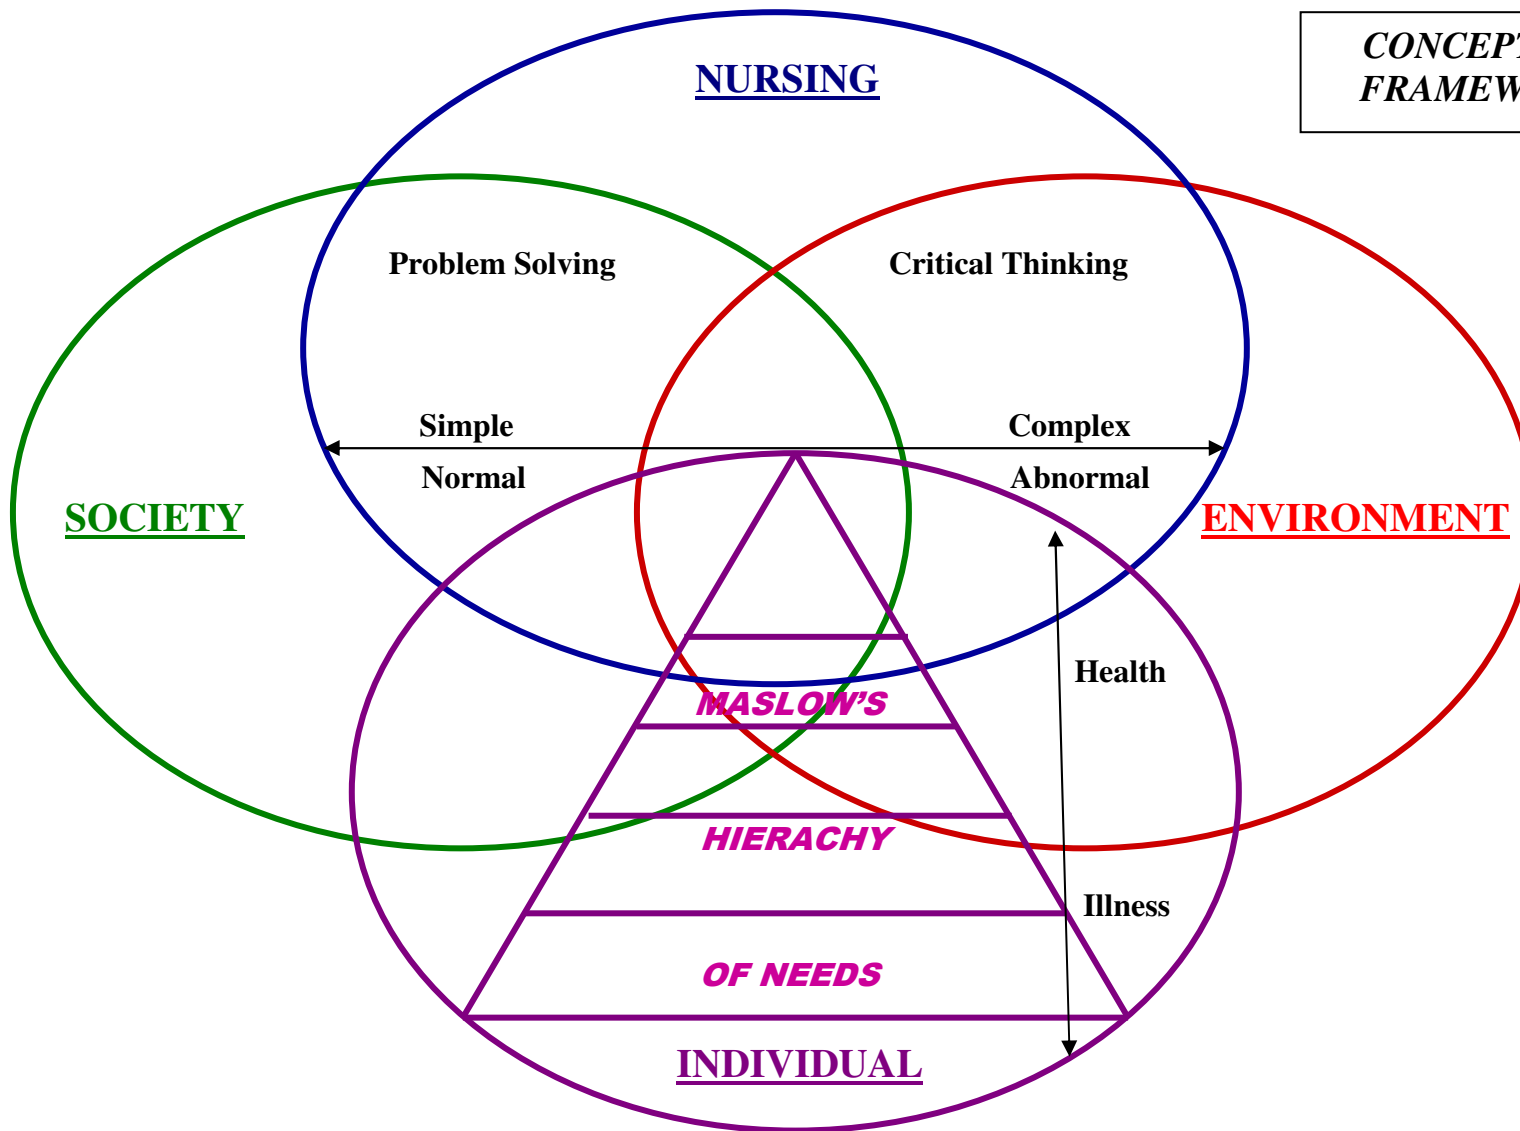 NURSING
CONCEPT
FRAMEW
Problem Solving
Critical Thinking
Simple
Complex
Normal
Abnormal
SOCIETY
ENVIRONMENT
Health
MASLOW'S
HIERACHY
Illness
OF NEEDS
INDIVIDUAL